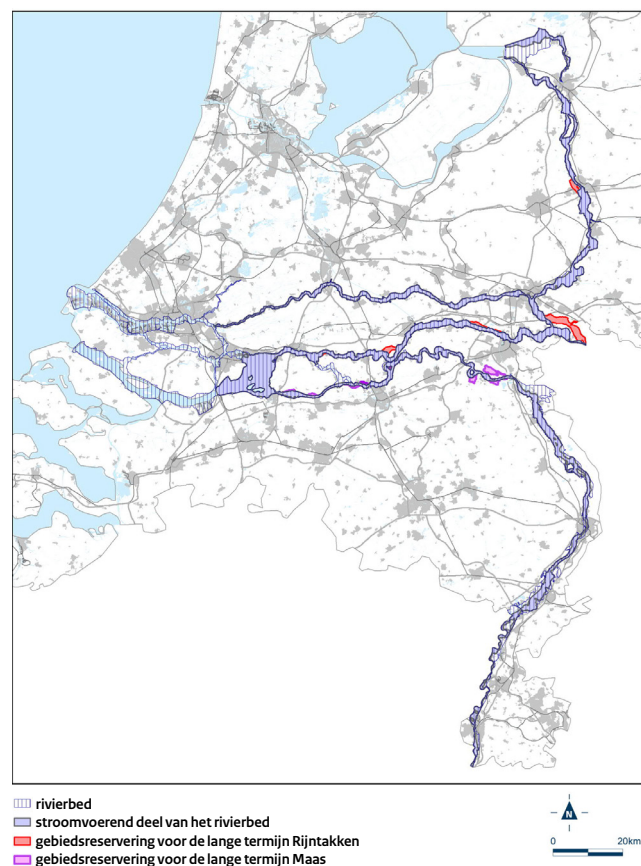 rivierbed
stroomvoerend deel van het rivierbed
gebiedsreservering voor de lange termijn Rijntakken
gebiedsreservering voor de lange termijn Maas
N
0 20km